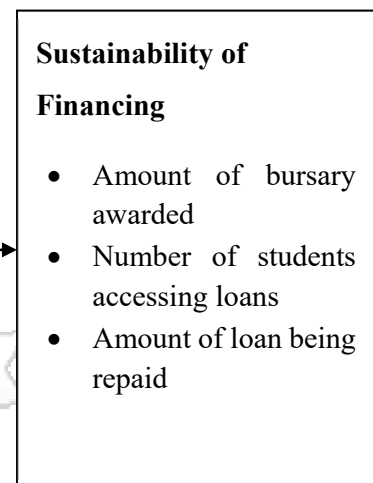 Sustainability of
Financing
• Amount of bursary
awarded
• Number of students
accessing loans
• Amount of loan being
repaid